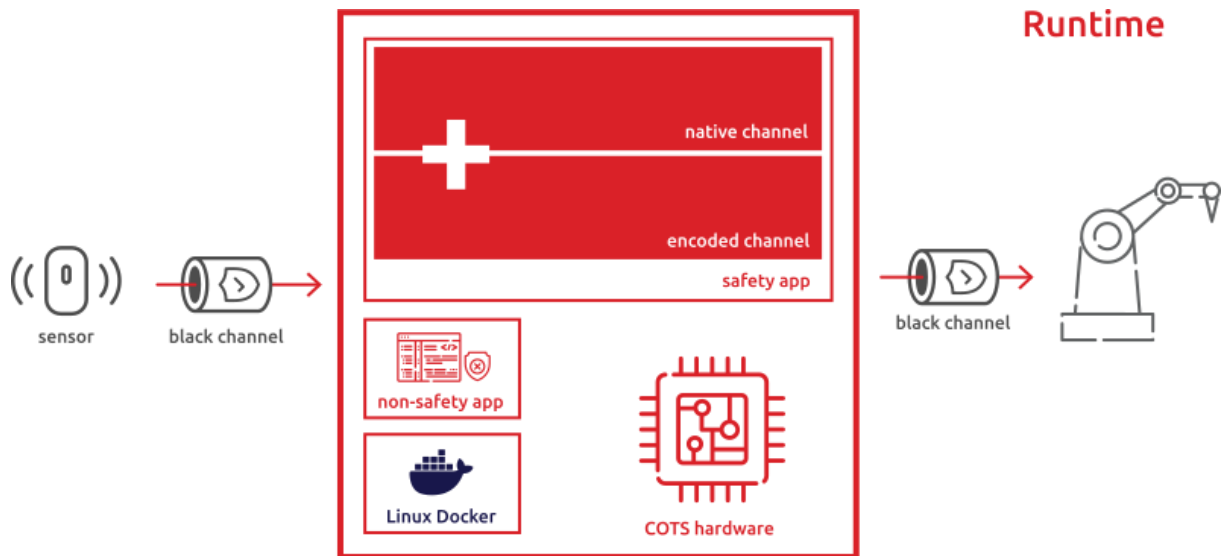 Runtime
native channel
encoded channel
safety app
sensor
black channel
black channel
non-safety app
Linux Docker
COTS hardware